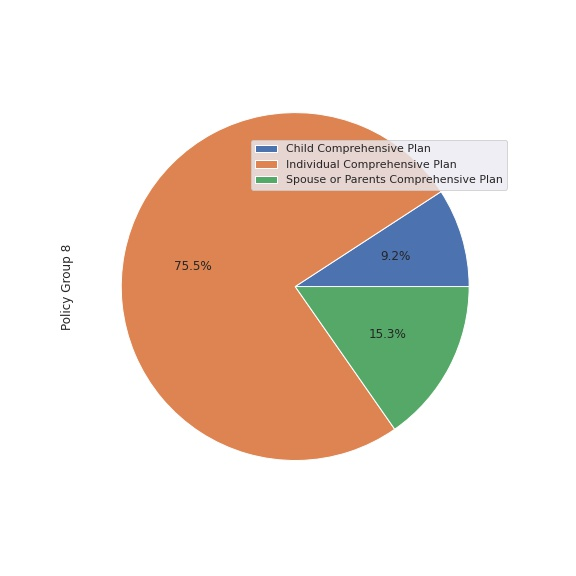 Child Comprehensive Plan
Individual Comprehensive Plan
Spouse or Parents Comprehensive Plan
9.2%
75.5%
15.3%
Policy Group 8